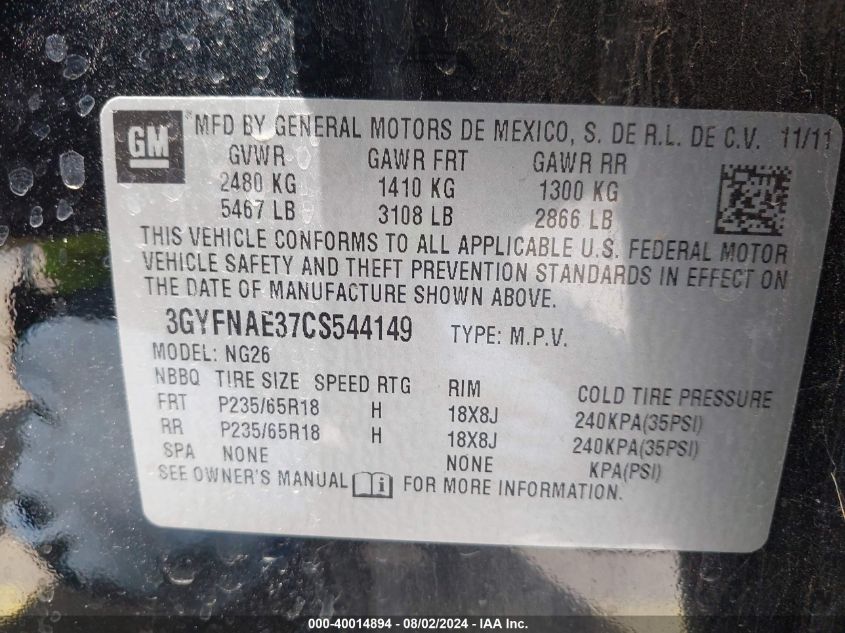 GM
MFD BY GENERAL MOTORS DE MEXICO, S. DE R.L. DE C.V. 11/11
GVWR GAWR FRT GAWR RR
2480 KG 1410 KG 1300 KG
5467 LB 3108 LB 2866 LB
THIS VEHICLE CONFORMS TO ALL APPLICABLE U.S. FEDERAL MOTOR
VEHICLE SAFETY AND THEFT PREVENTION STANDARDS IN EFFECT ON
THE DATE OF MANUFACTURE SHOWN ABOVE.
3GYFNAE37CS544149 TYPE: M.P.V.
MODEL: NG26
NBBQ TIRE SIZE SPEED RTG RIM COLD TIRE PRESSURE
FRT P235/65R18 H 18X8J 240KPA(35PSI)
RR P235/65R18 H 18X8J 240KPA(35PSI)
SPA NONE NONE KPA(PSI)
SEE OWNER'S MANUAL FOR MORE INFORMATION.
000-40014894 - 08/02/2024 - IAA Inc.